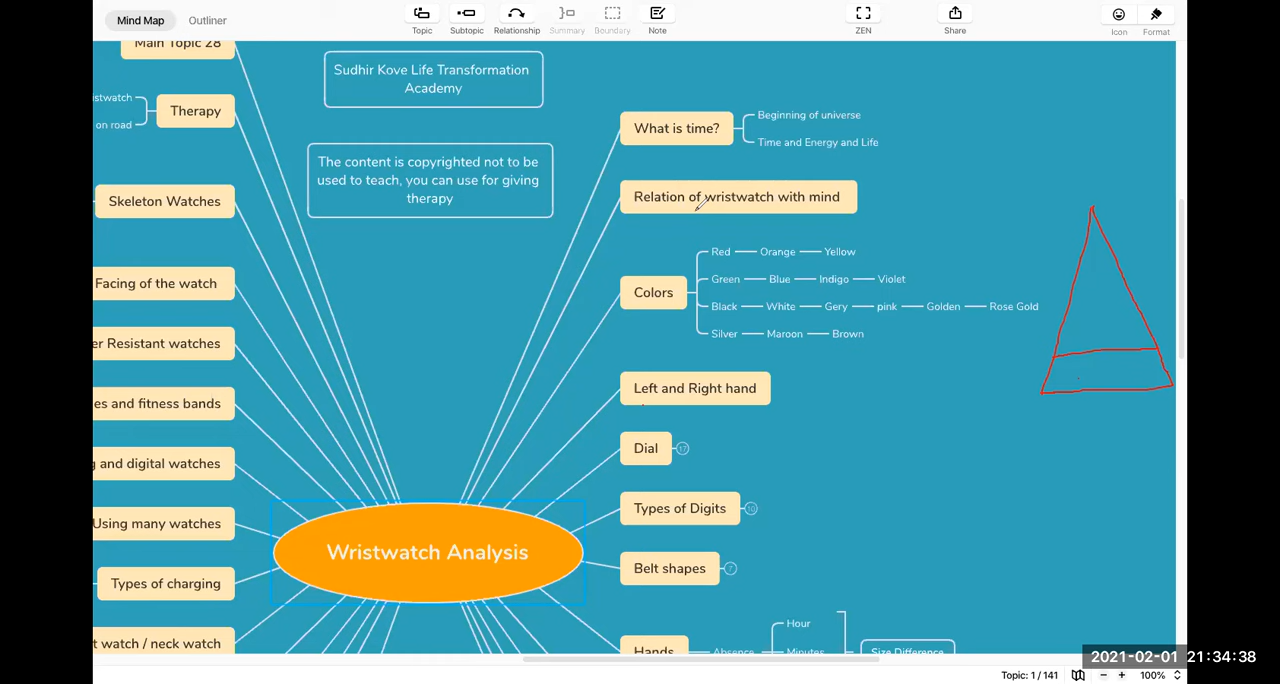 Mind Map
Outliner
Topic
Subtopic
Relationship
Summary
Boundary
Note
ZEN
Share
Icon
Format
Main Topic 28
Sudhir Kove Life Transformation
Academy
Therapy
istwatch
on road
The content is copyrighted not to be
used to teach, you can use for giving
therapy
Skeleton Watches
Facing of the watch
er Resistant watches
es and fitness bands
g and digital watches
Using many watches
Types of charging
t watch / neck watch
Wristwatch Analysis
What is time?
Beginning of universe
Time and Energy and Life
Relation of wristwatch with mind
Colors
Red Orange Yellow
Green Blue Indigo Violet
Black White Gery pink Golden Rose Gold
Silver Maroon Brown
Left and Right hand
Dial 17
Types of Digits 10
Belt shapes 7
Hands
Absence
Hour
Minutes
Size Difference
2021-02-01 21:34:38
Topic: 1 / 141
100%